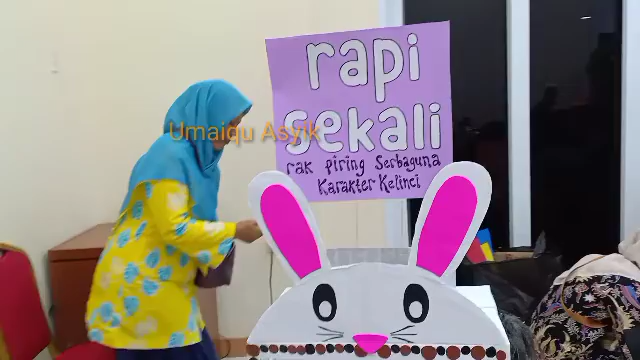 rapi
sekali
rak piring Serbaguna
Karakter Kelinci
Umaiqu Asyik